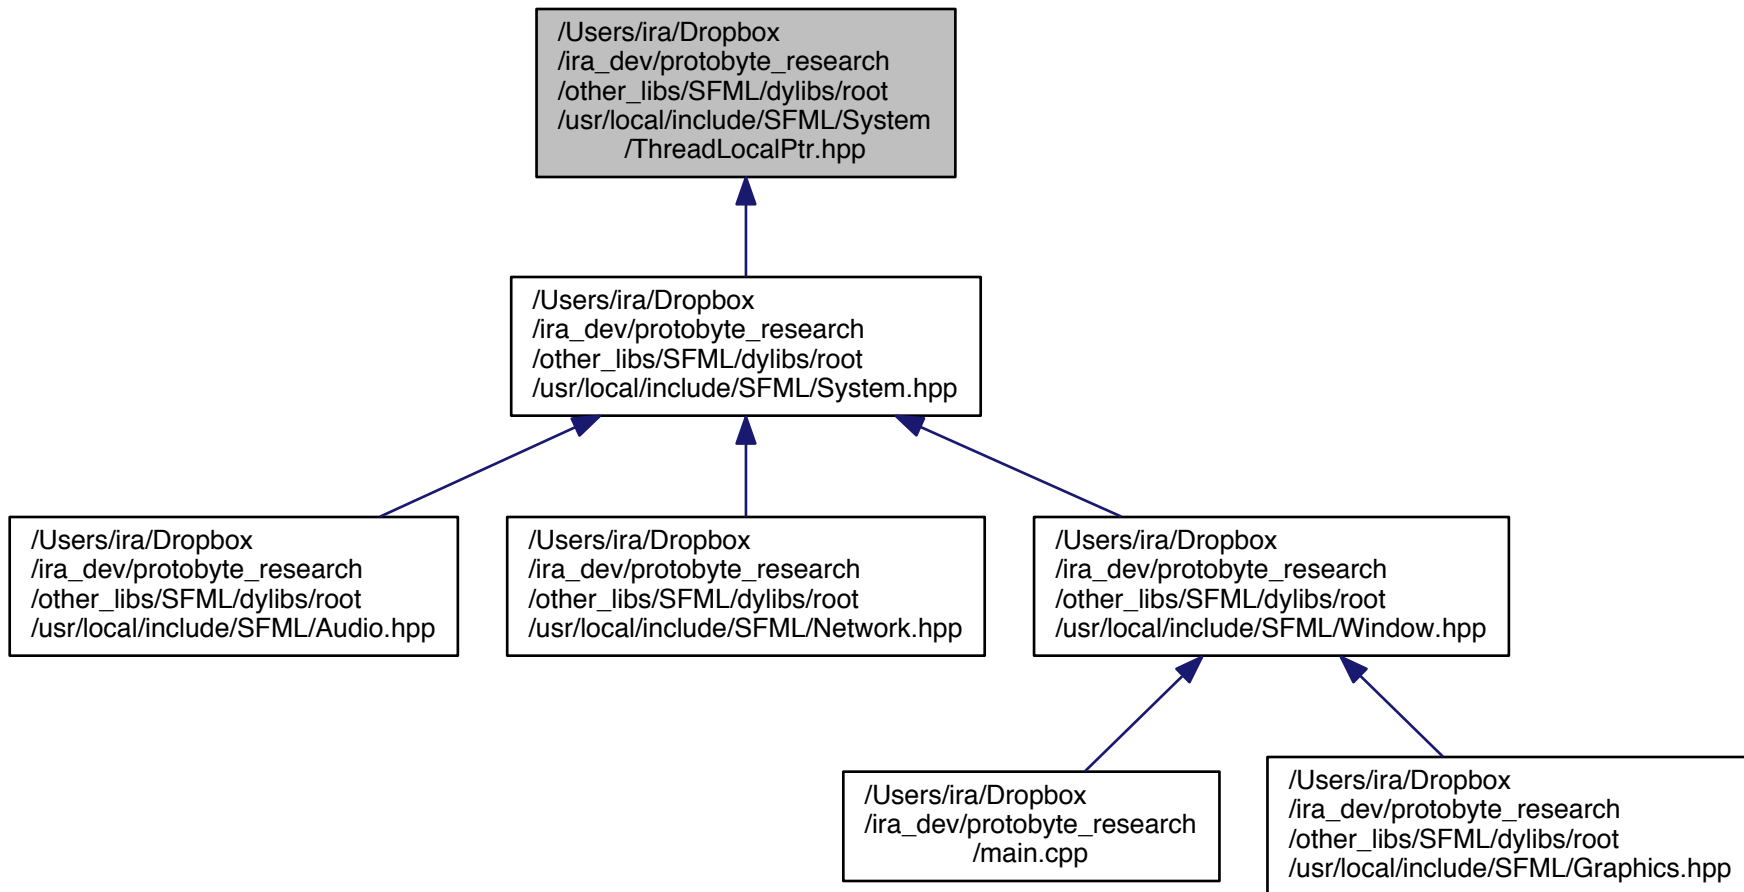 /Users/ira/Dropbox
/ira_dev/protobyte_research
/other_libs/SFML/dylibs/root
/usr/local/include/SFML/System
/ThreadLocalPtr.hpp
/Users/ira/Dropbox
/ira_dev/protobyte_research
/other_libs/SFML/dylibs/root
/usr/local/include/SFML/System.hpp
/Users/ira/Dropbox
/ira_dev/protobyte_research
/other_libs/SFML/dylibs/root
/usr/local/include/SFML/Audio.hpp
/Users/ira/Dropbox
/ira_dev/protobyte_research
/other_libs/SFML/dylibs/root
/usr/local/include/SFML/Network.hpp
/Users/ira/Dropbox
/ira_dev/protobyte_research
/other_libs/SFML/dylibs/root
/usr/local/include/SFML/Window.hpp
/Users/ira/Dropbox
/ira_dev/protobyte_research
/main.cpp
/Users/ira/Dropbox
/ira_dev/protobyte_research
/other_libs/SFML/dylibs/root
/usr/local/include/SFML/Graphics.hpp